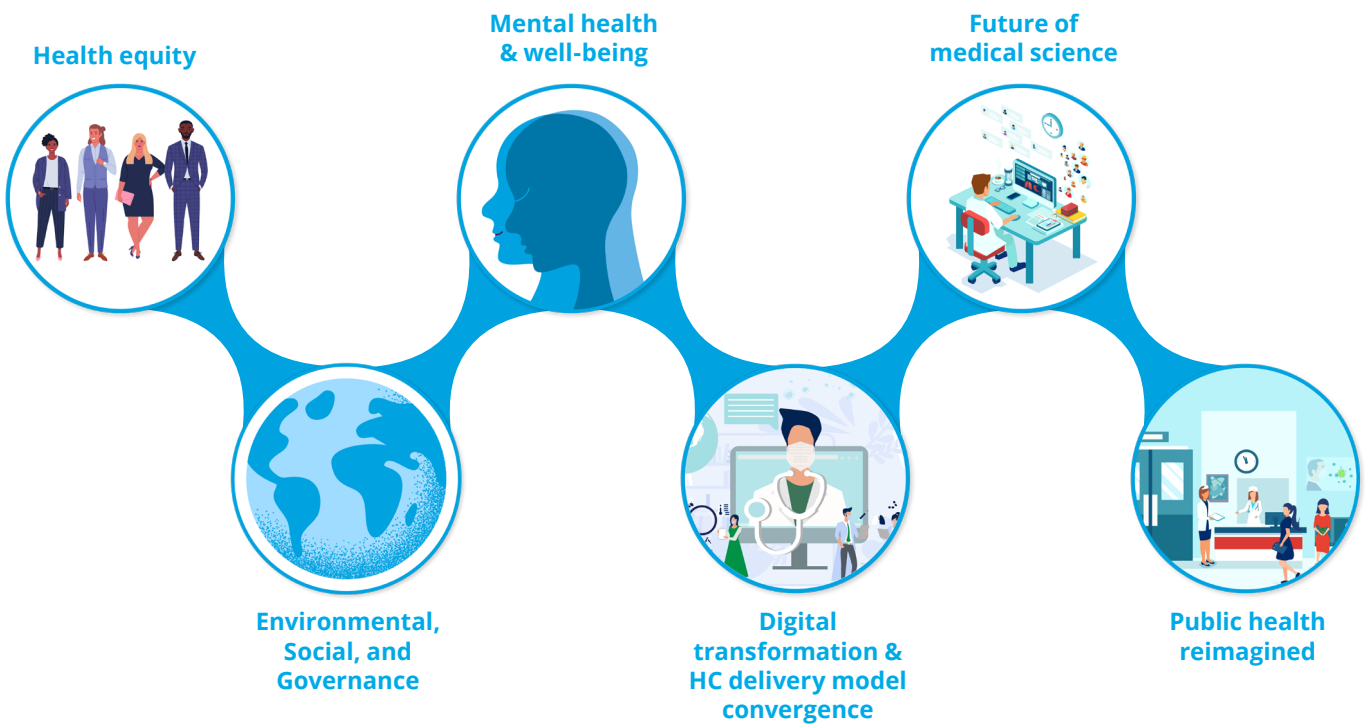 Health equity
Environmental,
Social, and
Governance
Mental health
& well-being
Digital
transformation &
HC delivery model
convergence
Future of
medical science
Public health
reimagined